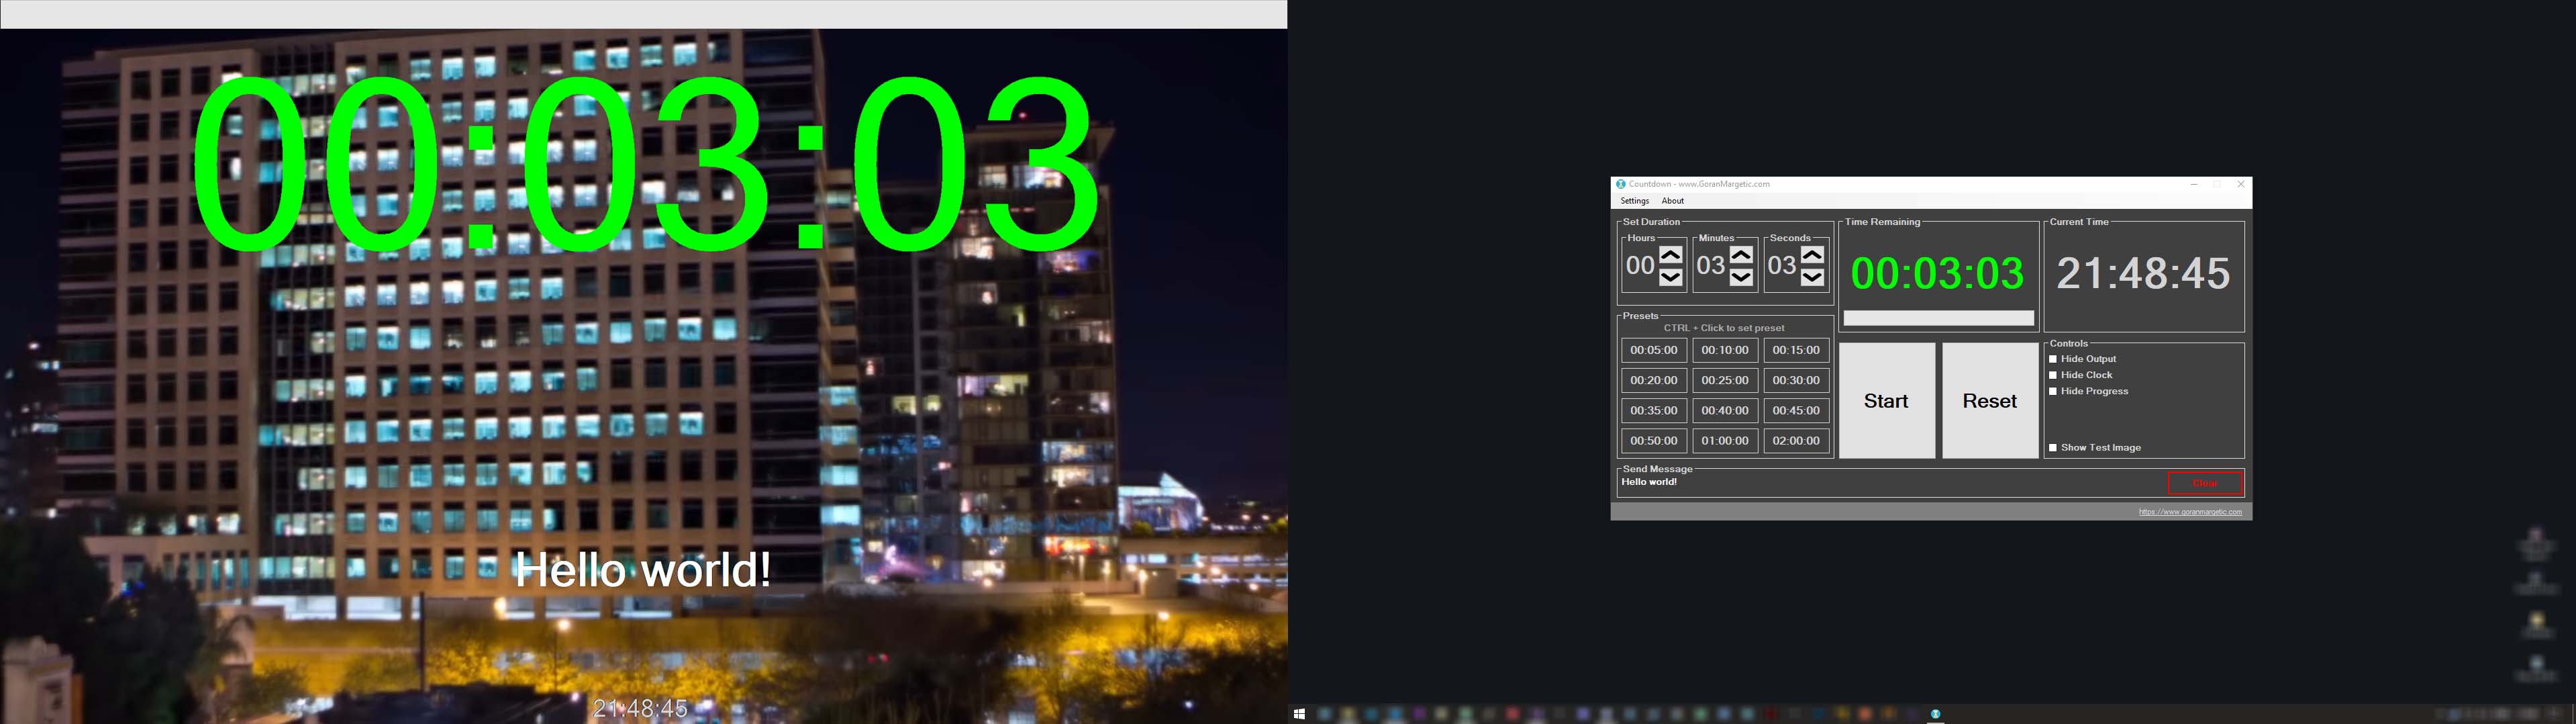 00:03:03
Hello world!
21:48:45
Countdown - www.GoranMargetic.com
Settings About
Set Duration
Hours Minutes Seconds
00 03 03
Time Remaining
00:03:03
Current Time
21:48:45
Presets
CTRL + Click to set preset
00:05:00 00:10:00 00:15:00
00:20:00 00:25:00 00:30:00
00:35:00 00:40:00 00:45:00
00:50:00 01:00:00 02:00:00
Start Reset
Controls
Hide Output
Hide Clock
Hide Progress
Show Test Image
Send Message
Hello world!
Clear
https://www.goranmargetic.com